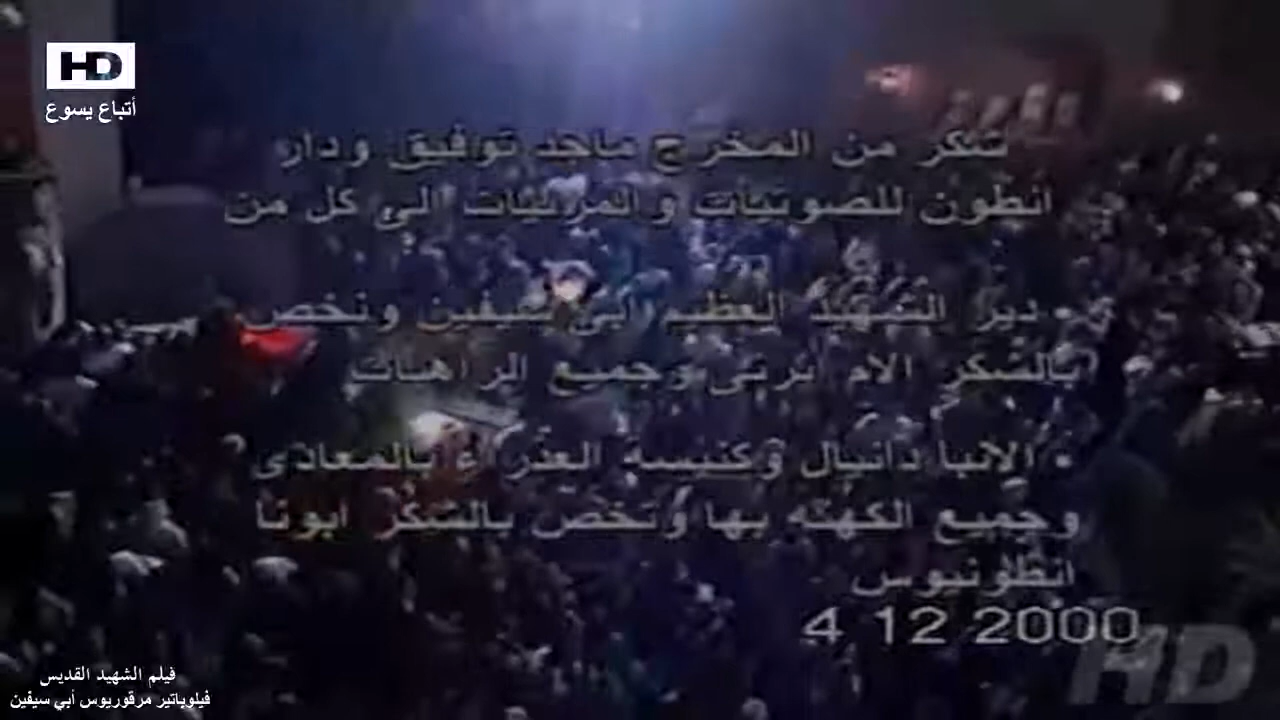 HD
أتباع يسوع
شكر من المخرج ماجد توفيق ودار
انطون للصوتيات و المرئيات الى كل من
• دير الشهيد العظيم ابى سيفين ونخص
بالشكر الام ايرينى وجميع الراهبات
• الانبا دانيال وكنيسة العذراء بالمعادى
وجميع الكهنه بها ونخص بالشكر ابونا
انطونيوس
4 12 2000
HD
فيلم الشهيد القديس
فيلوباتير مرقوريوس أبي سيفين